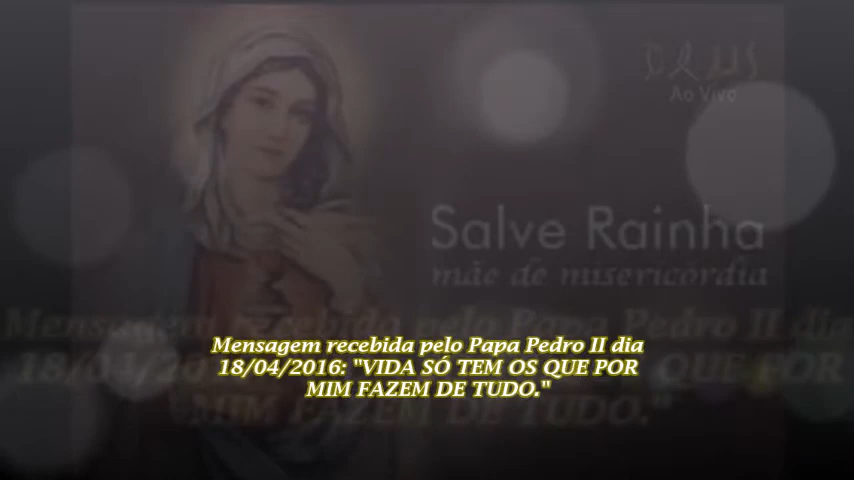 DEUS
Ao Vivo
Salve Rainha
mãe de misericórdia
Mensagem recebida pelo Papa Pedro II dia
18/04/2016: "VIDA SÓ TEM OS QUE POR
MIM FAZEM DE TUDO."